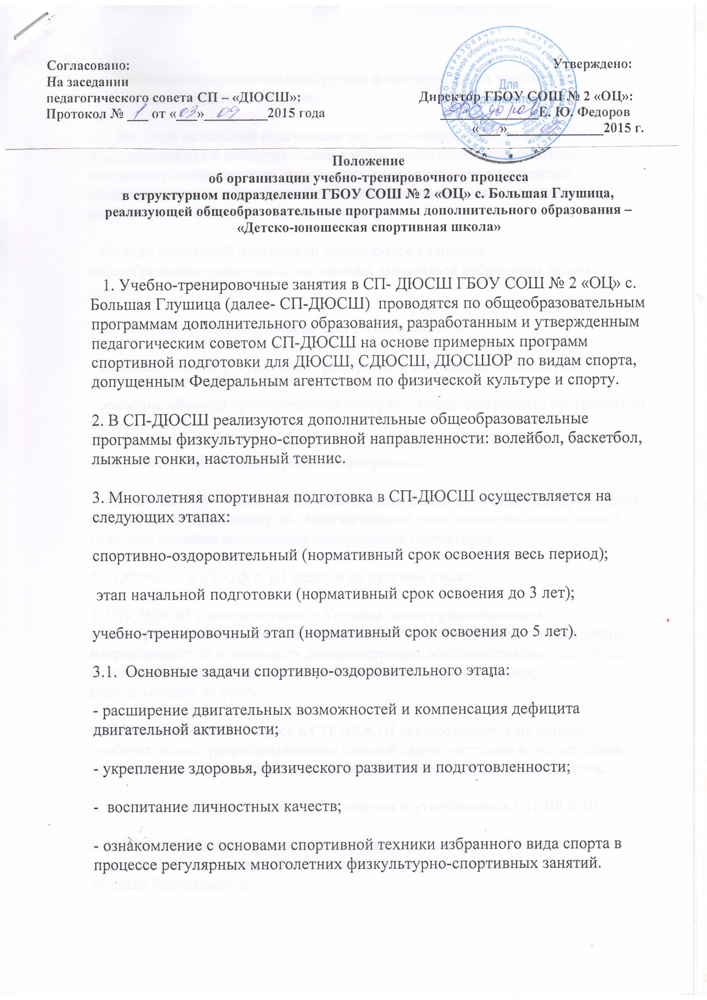 Согласовано:
На заседании
педагогического совета СП – «ДЮСШ»:
Протокол № 1 от «03» 09 2015 года
Утверждено:
Директор ГБОУ СОШ № 2 «ОЦ»:
Е. Ю. Федоров
«___»______________2015 г.
Для
документов
Положение
об организации учебно-тренировочного процесса
в структурном подразделении ГБОУ СОШ № 2 «ОЦ» с. Большая Глушица,
реализующей общеобразовательные программы дополнительного образования –
«Детско-юношеская спортивная школа»
1. Учебно-тренировочные занятия в СП- ДЮСШ ГБОУ СОШ № 2 «ОЦ» с.
Большая Глушица (далее- СП-ДЮСШ) проводятся по общеобразовательным
программам дополнительного образования, разработанным и утвержденным
педагогическим советом СП-ДЮСШ на основе примерных программ
спортивной подготовки для ДЮСШ, СДЮСШ, ДЮСШОР по видам спорта,
допущенным Федеральным агентством по физической культуре и спорту.
2. В СП-ДЮСШ реализуются дополнительные общеобразовательные
программы физкультурно-спортивной направленности: волейбол, баскетбол,
лыжные гонки, настольный теннис.
3. Многолетняя спортивная подготовка в СП-ДЮСШ осуществляется на
следующих этапах:
спортивно-оздоровительный (нормативный срок освоения весь период);
этап начальной подготовки (нормативный срок освоения до 3 лет);
учебно-тренировочный этап (нормативный срок освоения до 5 лет).
3.1. Основные задачи спортивно-оздоровительного этапа:
- расширение двигательных возможностей и компенсация дефицита
двигательной активности;
- укрепление здоровья, физического развития и подготовленности;
- воспитание личностных качеств;
- ознакомление с основами спортивной техники избранного вида спорта в
процессе регулярных многолетних физкультурно-спортивных занятий.